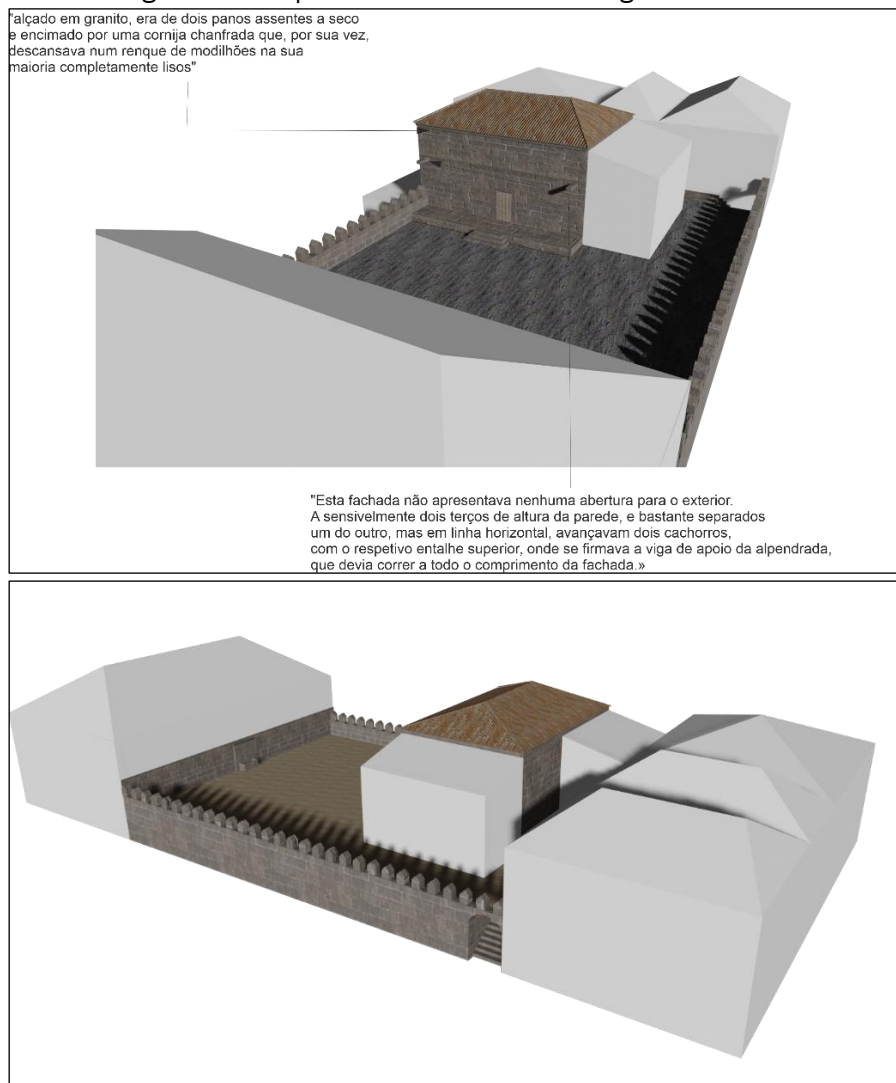 "alçado em granito, era de dois panos assentes a seco
e encimado por uma cornija chanfrada que, por sua vez,
descansava num renque de modilhões na sua
maioria completamente lisos"
"Esta fachada não apresentava nenhuma abertura para o exterior.
A sensivelmente dois terços de altura da parede, e bastante separados
um do outro, mas em linha horizontal, avançavam dois cachorros,
com o respetivo entalhe superior, onde se firmava a viga de apoio da alpendrada,
que devia correr a todo o comprimento da fachada.»